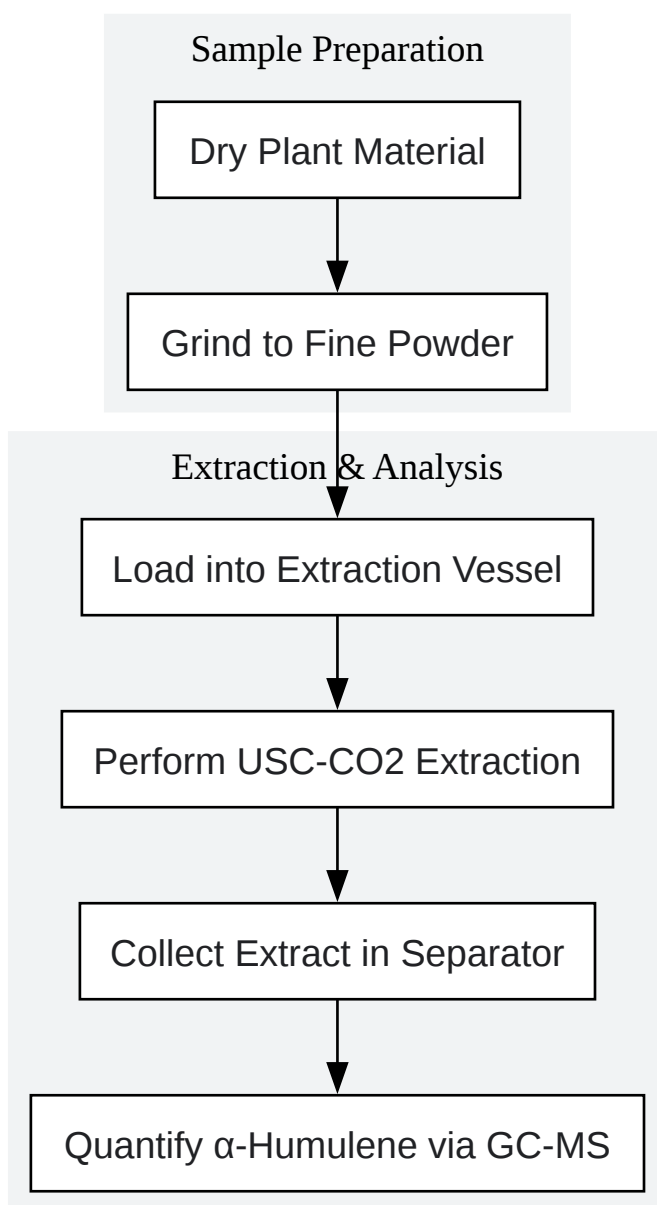 Sample Preparation
Dry Plant Material
Grind to Fine Powder
Extraction & Analysis
Load into Extraction Vessel
Perform USC-CO2 Extraction
Collect Extract in Separator
Quantify α-Humulene via GC-MS